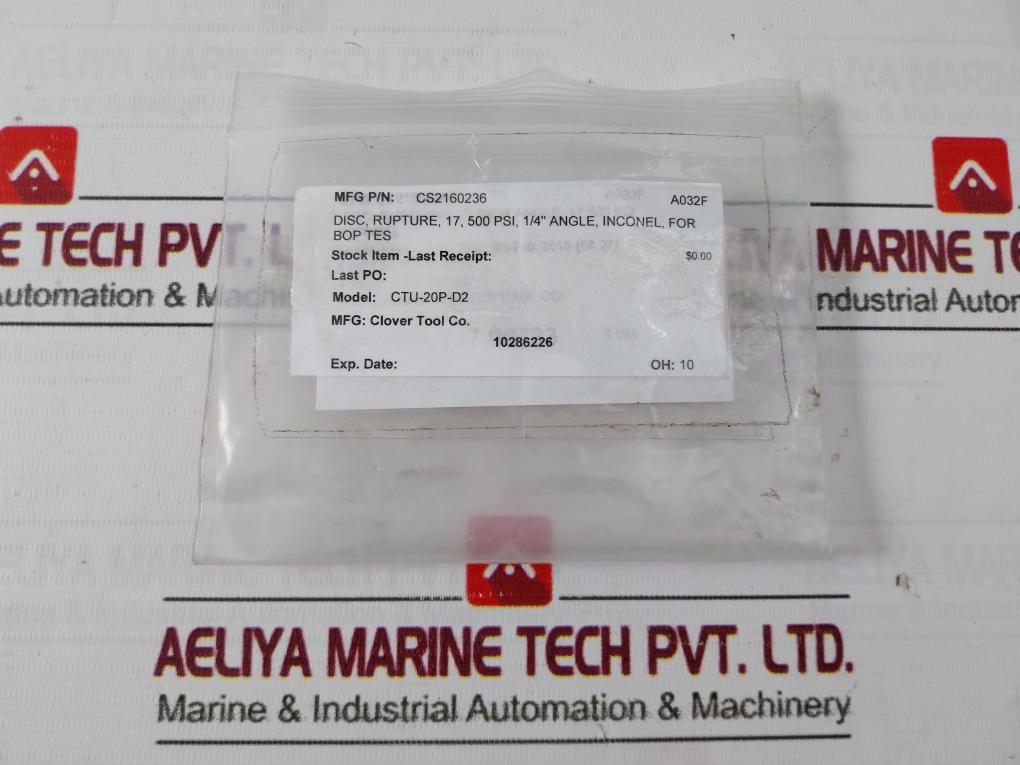 MFG P/N: CS2160236 A032F
DISC, RUPTURE, 17, 500 PSI, 1/4" ANGLE, INCONEL, FOR
BOP TES
Stock Item -Last Receipt: $0.00
Last PO:
Model: CTU-20P-D2
MFG: Clover Tool Co.
10286226
Exp. Date: OH: 10
E TECH PVT. L
utomation & Machin
MARINE TE
ndustrial Autor
AELIYA MARINE TECH PVT. LTD.
Marine & Industrial Automation & Machinery